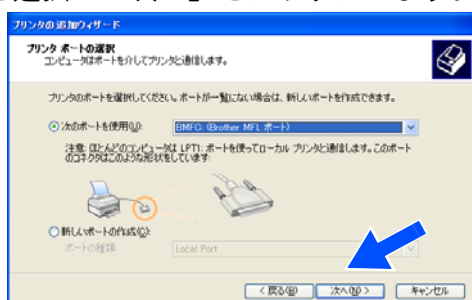 プリンタの追加ウィザード
プリンタ ポートの選択
コンピュータはポートを介してプリンタと通信します。
プリンタのポートを選択してください。ポートが一覧にない場合は、新しいポートを作成できます。
次のポートを使用(U):
BMFC: (Brother MFL ポート)
注意: ほとんどのコンピュータは LPT1: ポートを使ってローカル プリンタと通信します。このポート
のコネクタはこのような形状をしています:
新しいポートの作成(C):
ポートの種類
Local Port
< 戻る(B)
次へ(N) >
キャンセル